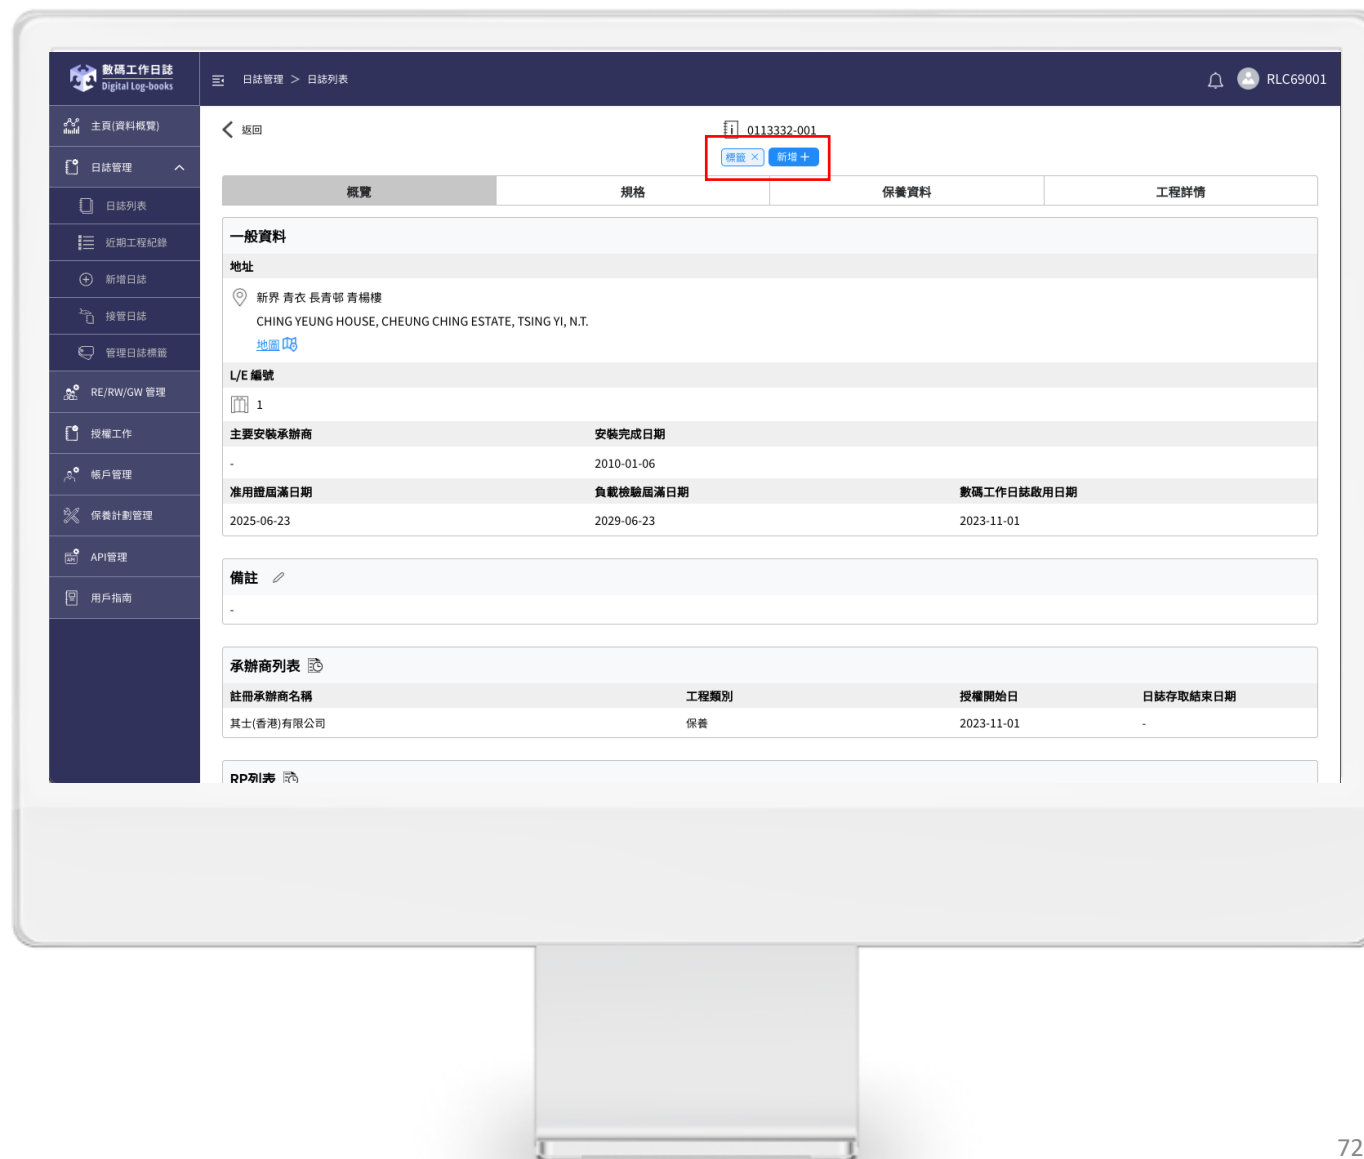 數碼工作日誌
Digital Log-books
日誌管理 > 日誌列表
RLC69001
主頁(資料概覽)
日誌管理
日誌列表
近期工程紀錄
新增日誌
接管日誌
管理日誌標籤
RE/RW/GW 管理
授權工作
帳戶管理
保養計劃管理
API管理
用戶指南
返回
0113332-001
標籤 × 新增 +
概覽 規格 保養資料 工程詳情
一般資料
地址
新界 青衣 長青邨 青楊樓
CHING YEUNG HOUSE, CHEUNG CHING ESTATE, TSING YI, N.T.
地圖
L/E 編號
1
主要安裝承辦商 安裝完成日期
- 2010-01-06
准用證屆滿日期 負載檢驗屆滿日期 數碼工作日誌啟用日期
2025-06-23 2029-06-23 2023-11-01
備註
-
承辦商列表
註冊承辦商名稱 工程類別 授權開始日 日誌存取結束日期
其士(香港)有限公司 保養 2023-11-01 -
RP列表
72